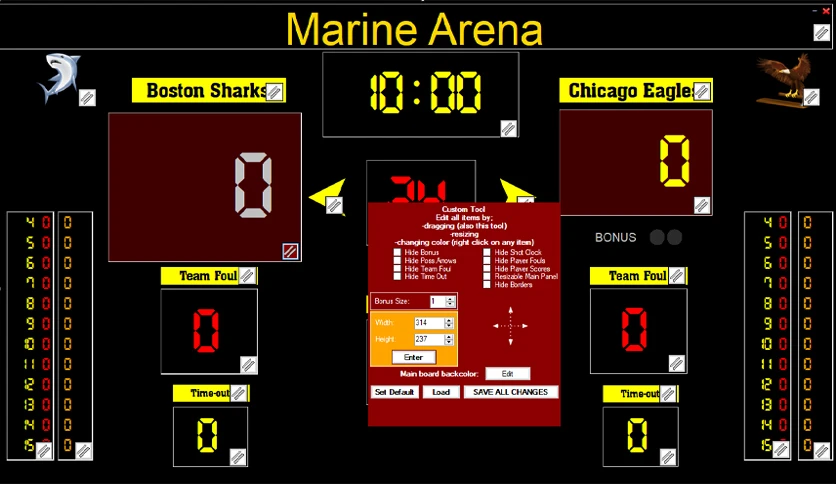 Marine Arena
Boston Sharks
10:00
Chicago Eagles
0
24
0
BONUS
Custom Tool
Edit all items by;
-dragging (also this tool)
-resizing
-changing color (right click on any item)
Hide Bonus
Hide Shot Clock
Hide Poss Arrows
Hide Player Fouls
Hide Team Foul
Hide Player Scores
Hide Time Out
Resizable Main Panel
Hide Borders
Bonus Size: 1
Width: 314
Height: 237
Enter
Main board backcolor: Edit
Set Default Load SAVE ALL CHANGES
Team Foul
0
Time-out
0
Team Foul
0
Time-out
0
4 0 0
5 0 0
6 0 0
7 0 0
8 0 0
9 0 0
10 0 0
11 0 0
12 0 0
13 0 0
14 0 0
15 0 0
4 0 0
5 0 0
6 0 0
7 0 0
8 0 0
9 0 0
10 0 0
11 0 0
12 0 0
13 0 0
14 0 0
15 0 0